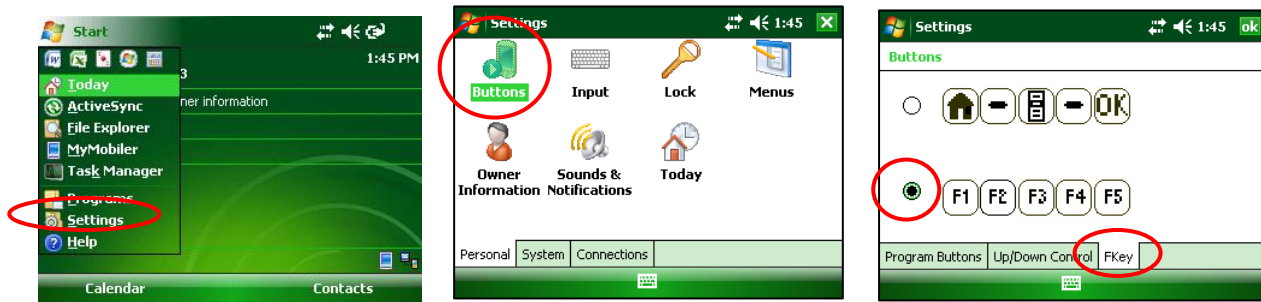 Start
1:45 PM
3
Today
ner information
ActiveSync
File Explorer
MyMobiler
Task Manager
Programs
Settings
Help
Calendar Contacts
Settings 1:45
Buttons Input Lock Menus
Owner Information Sounds & Notifications Today
Personal System Connections
Settings 1:45 ok
Buttons
OK
F1 F2 F3 F4 F5
Program Buttons Up/Down Control FKey